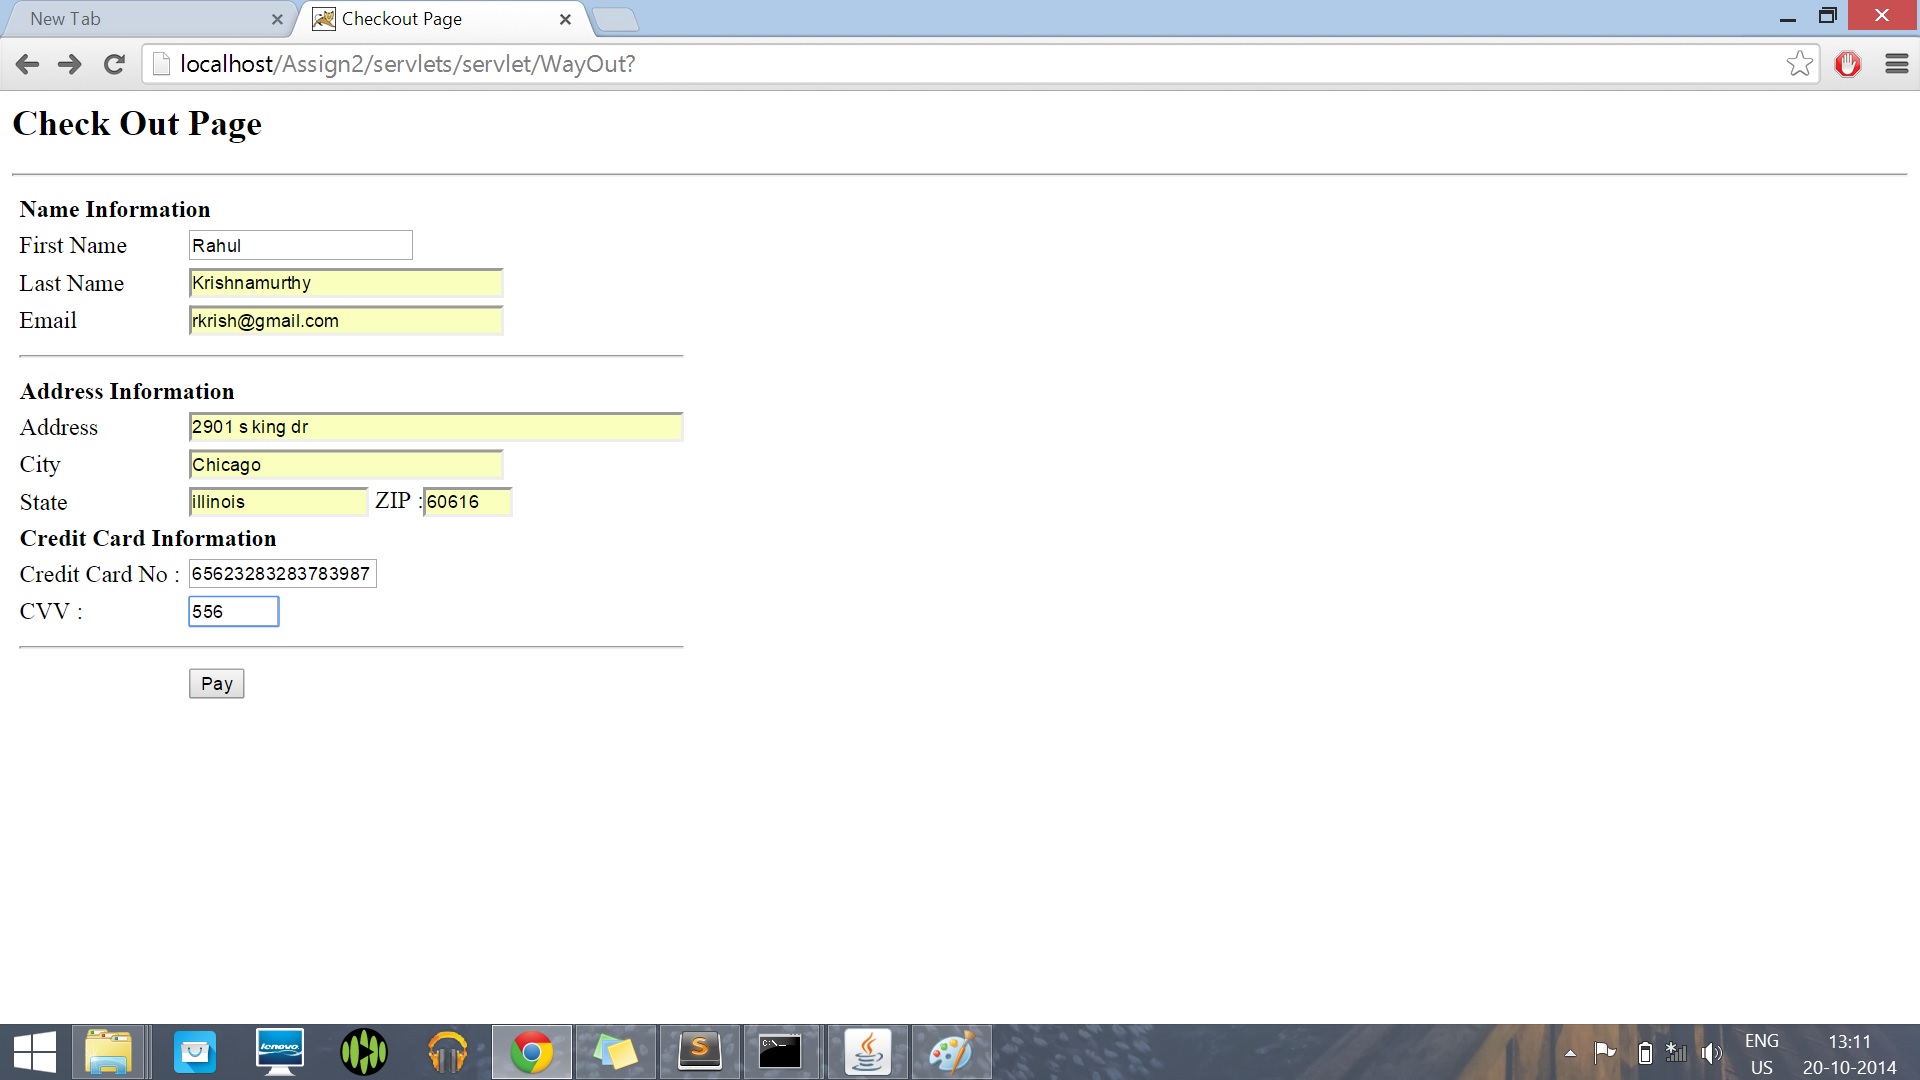 New Tab
Checkout Page
localhost/Assign2/servlets/servlet/WayOut?
Check Out Page
Name Information
First Name Rahul
Last Name Krishnamurthy
Email rkrish@gmail.com
Address Information
Address 2901 s king dr
City Chicago
State illinois ZIP : 60616
Credit Card Information
Credit Card No : 65623283283783987
CVV : 556
Pay
lenovo
S
C:\_
ENG
US
13:11
20-10-2014